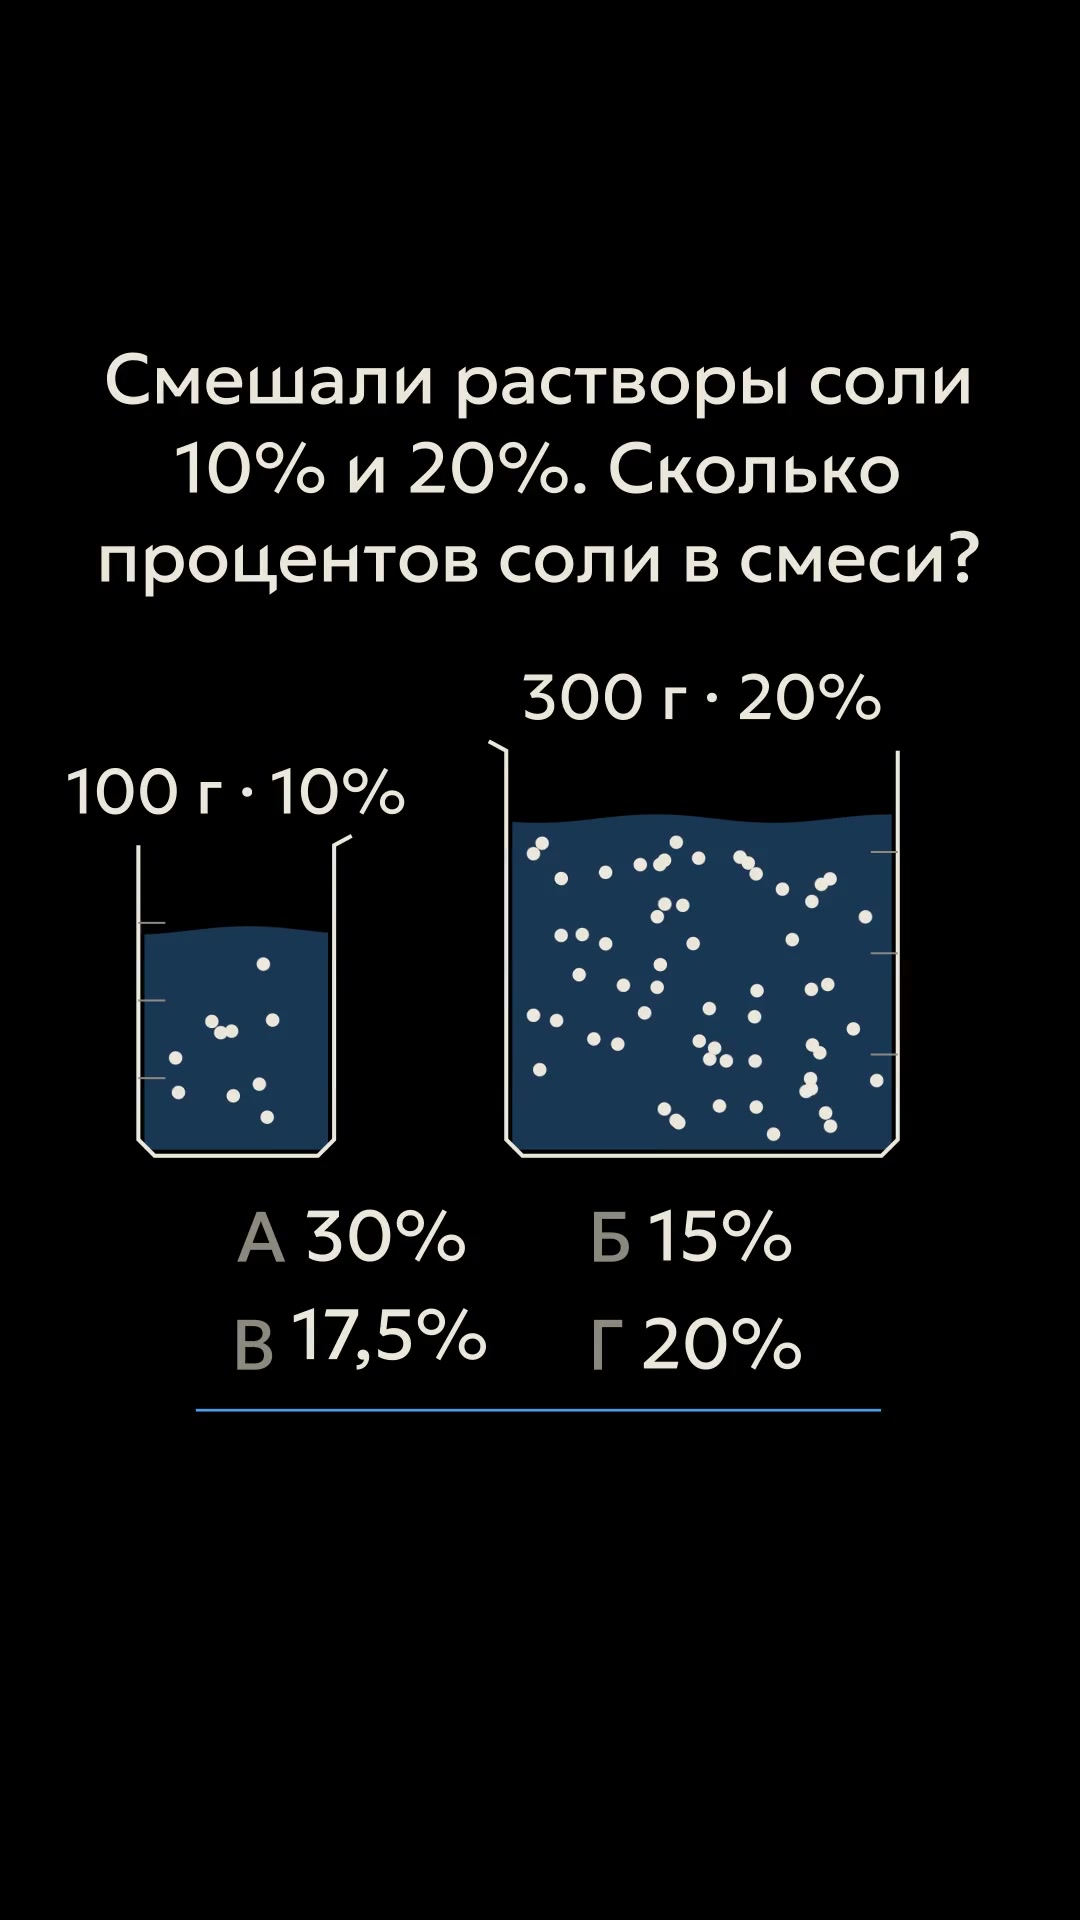 Смешали растворы соли
10% и 20%. Сколько
процентов соли в смеси?
300 г · 20%
100 г · 10%
А 30%
Б 15%
В 17,5%
Г 20%